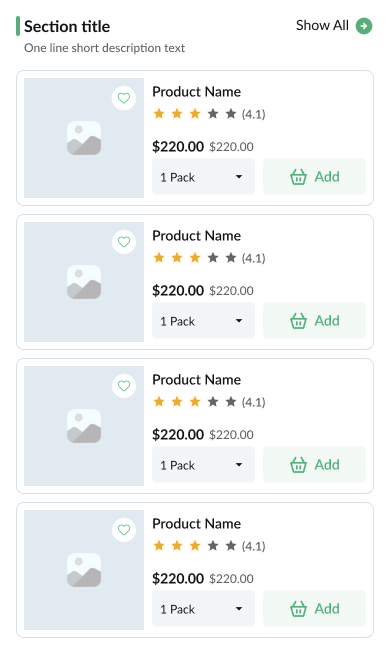 Section title
Show All
One line short description text
Product Name
(4.1)
$220.00 $220.00
1 Pack
Add
Product Name
(4.1)
$220.00 $220.00
1 Pack
Add
Product Name
(4.1)
$220.00 $220.00
1 Pack
Add
Product Name
(4.1)
$220.00 $220.00
1 Pack
Add